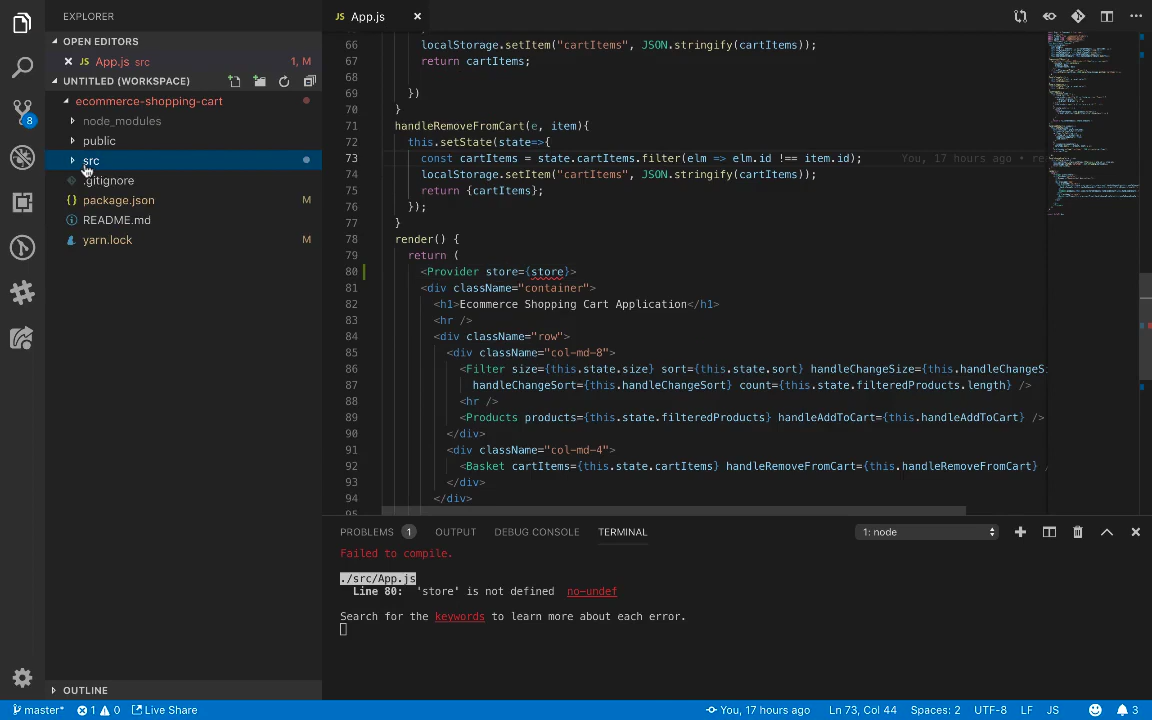 EXPLORER
OPEN EDITORS
JS App.js src 1, M
UNTITLED (WORKSPACE)
ecommerce-shopping-cart
node_modules
public
src
.gitignore
{} package.json M
README.md
yarn.lock M
8
OUTLINE
JS App.js
66 localStorage.setItem("cartItems", JSON.stringify(cartItems));
67 return cartItems;
68
69 })
70 }
71 handleRemoveFromCart(e, item){
72 this.setState(state=>{
73 const cartItems = state.cartItems.filter(elm => elm.id !== item.id); You, 17 hours ago • re
74 localStorage.setItem("cartItems", JSON.stringify(cartItems));
75 return {cartItems};
76 });
77 }
78 render() {
79 return (
80 <Provider store={store}>
81 <div className="container">
82 <h1>Ecommerce Shopping Cart Application</h1>
83 <hr />
84 <div className="row">
85 <div className="col-md-8">
86 <Filter size={this.state.size} sort={this.state.sort} handleChangeSize={this.handleChangeSi
87 handleChangeSort={this.handleChangeSort} count={this.state.filteredProducts.length} />
88 <hr />
89 <Products products={this.state.filteredProducts} handleAddToCart={this.handleAddToCart} />
90 </div>
91 <div className="col-md-4">
92 <Basket cartItems={this.state.cartItems} handleRemoveFromCart={this.handleRemoveFromCart} /
93 </div>
94 </div>
95
PROBLEMS 1 OUTPUT DEBUG CONSOLE TERMINAL 1: node
Failed to compile.
./src/App.js
Line 80: 'store' is not defined no-undef
Search for the keywords to learn more about each error.
master* 1 0 Live Share You, 17 hours ago Ln 73, Col 44 Spaces: 2 UTF-8 LF JS 3